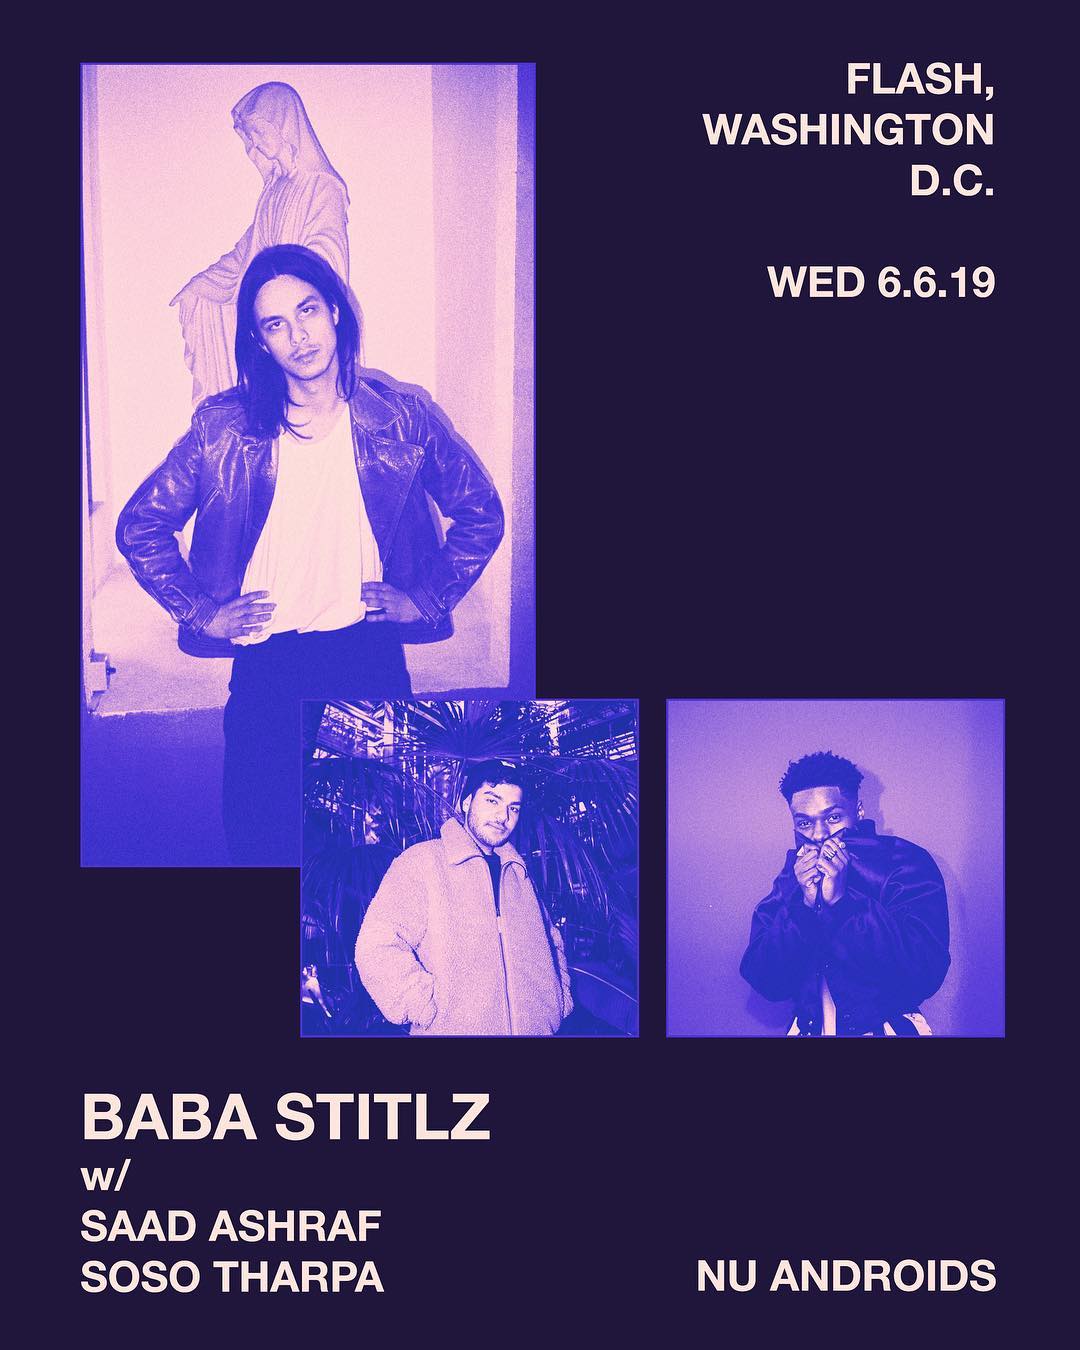 FLASH,
WASHINGTON
D.C.
WED 6.6.19
BABA STITLZ
w/
SAAD ASHRAF
SOSO THARPA
NU ANDROIDS